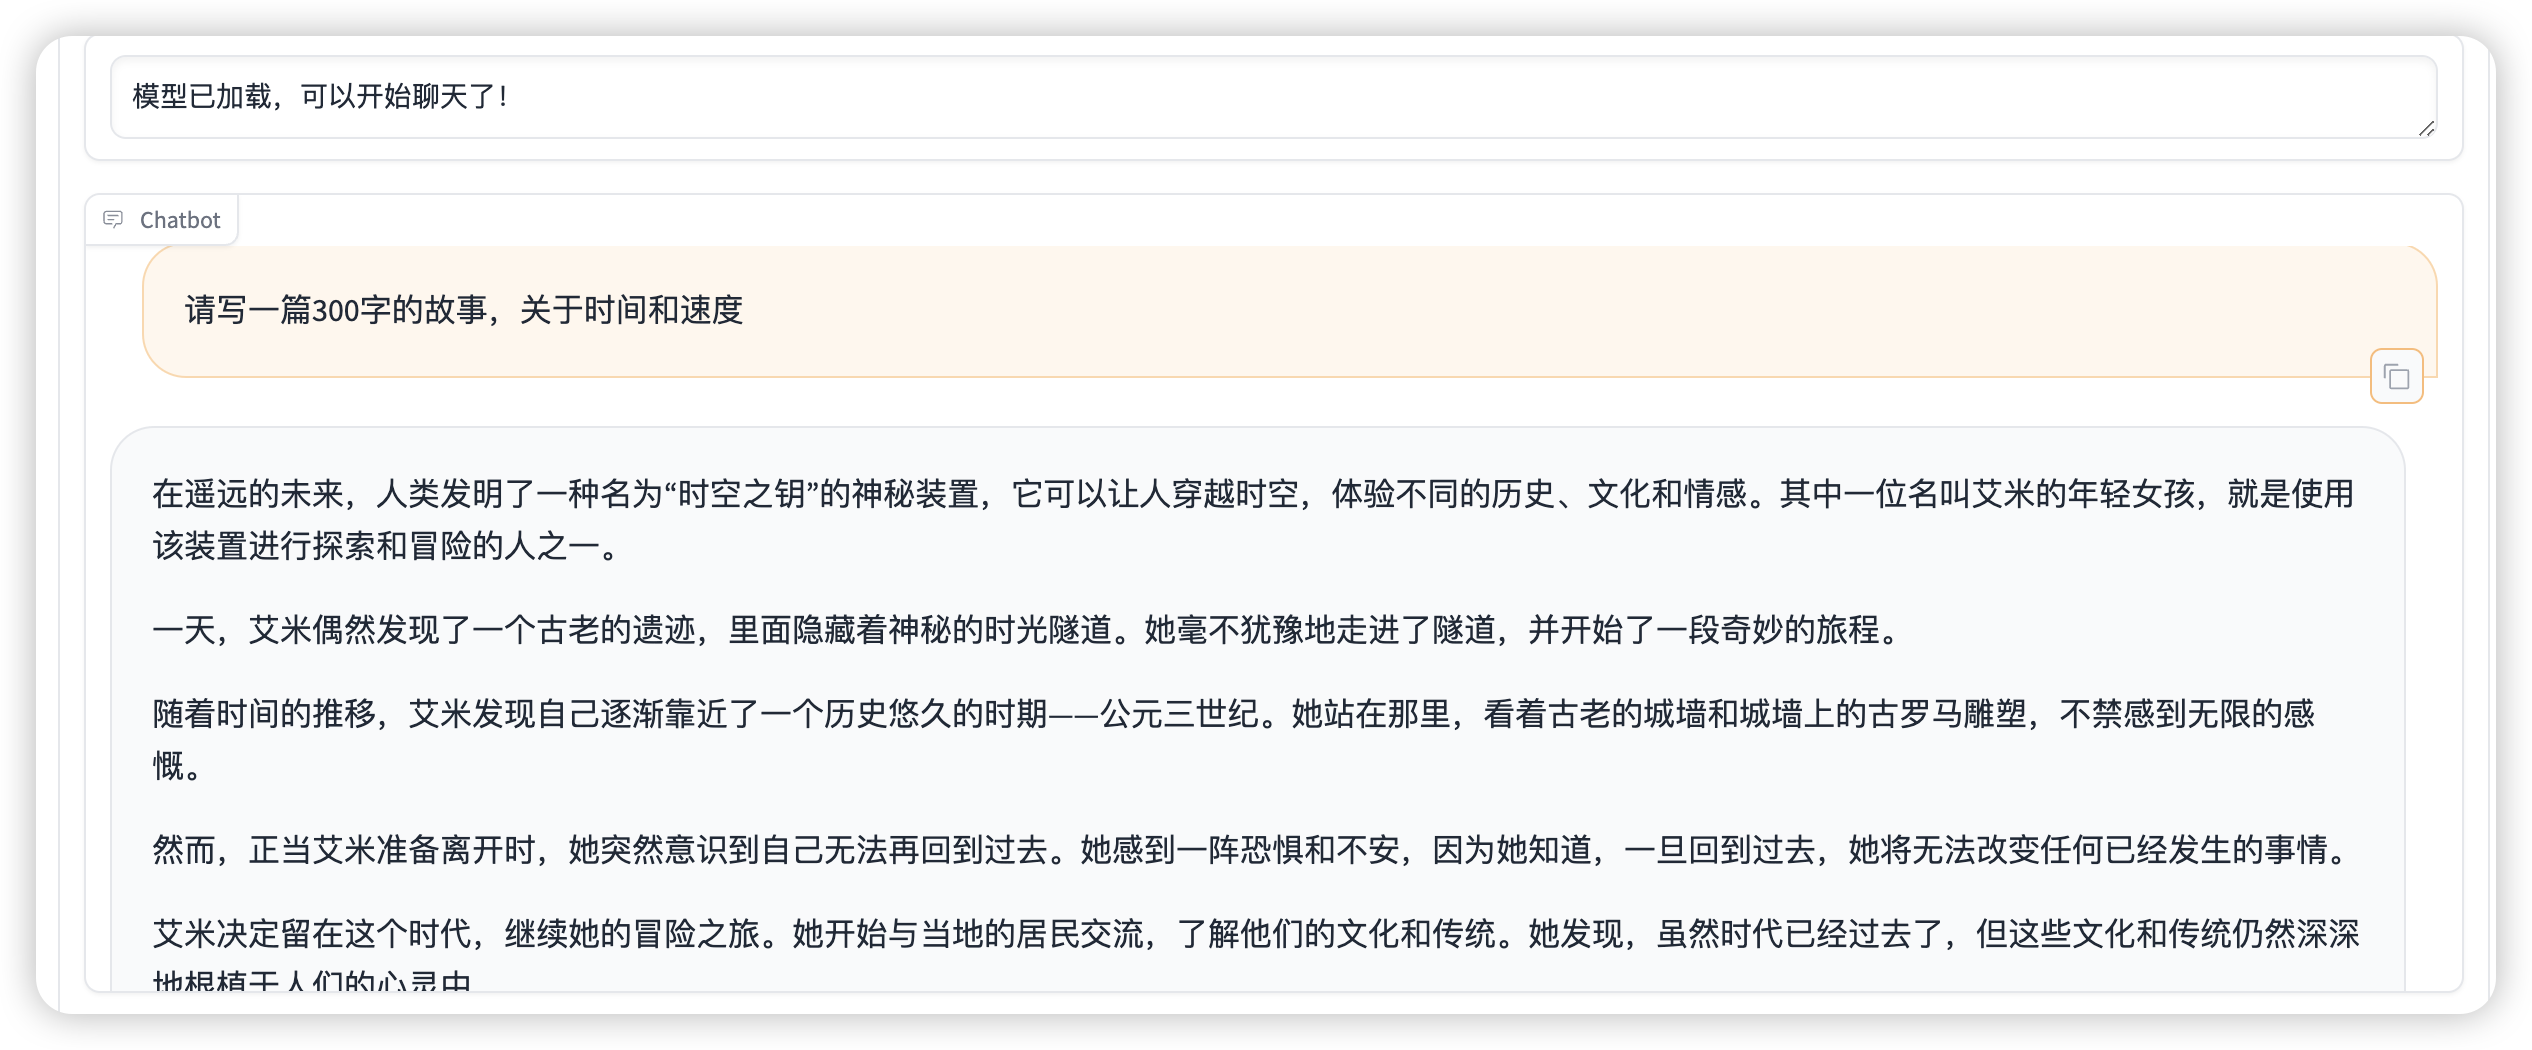 模型已加载，可以开始聊天了！
Chatbot
请写一篇300字的故事，关于时间和速度
在遥远的未来，人类发明了一种名为“时空之钥”的神秘装置，它可以让人穿越时空，体验不同的历史、文化和情感。其中一位名叫艾米的年轻女孩，就是使用
该装置进行探索和冒险的人之一。
一天，艾米偶然发现了一个古老的遗迹，里面隐藏着神秘的时光隧道。她毫不犹豫地走进了隧道，并开始了一段奇妙的旅程。
随着时间的推移，艾米发现自己逐渐靠近了一个历史悠久的时期——公元三世纪。她站在那里，看着古老的城墙和城墙上的古罗马雕塑，不禁感到无限的感
慨。
然而，正当艾米准备离开时，她突然意识到自己无法再回到过去。她感到一阵恐惧和不安，因为她知道，一旦回到过去，她将无法改变任何已经发生的事情。
艾米决定留在这个时代，继续她的冒险之旅。她开始与当地的居民交流，了解他们的文化和传统。她发现，虽然时代已经过去了，但这些文化和传统仍然深深
地根植于人们的心灵中